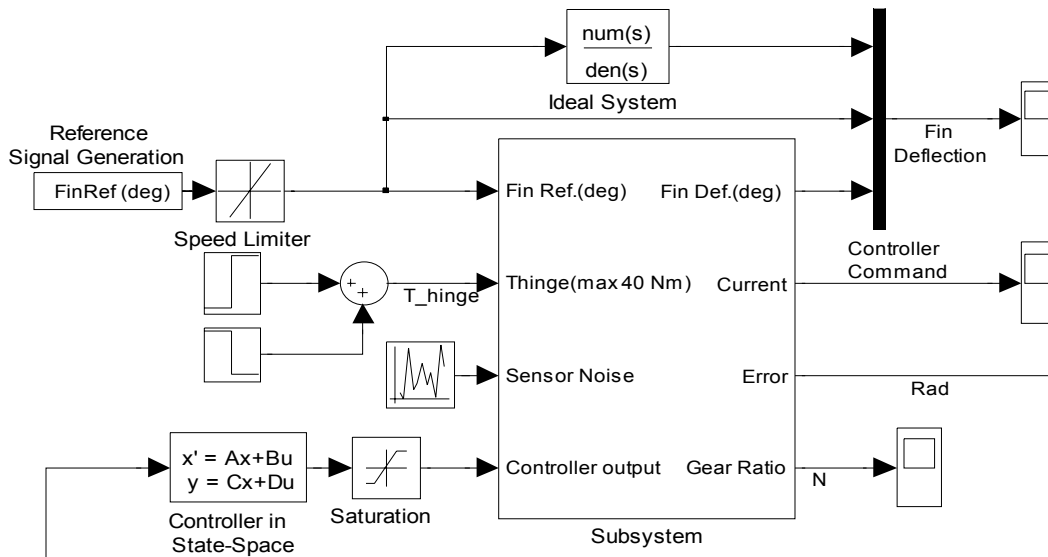 num(s)
den(s)
Ideal System
Reference
Signal Generation
FinRef (deg)
Speed Limiter
Fin Ref.(deg)
Fin Def.(deg)
Fin
Deflection
Controller
Command
+
+
T_hinge
Thinge(max 40 Nm)
Current
Sensor Noise
Error
Rad
x' = Ax+Bu
y = Cx+Du
Controller in
State-Space
Saturation
Controller output
Gear Ratio
N
Subsystem